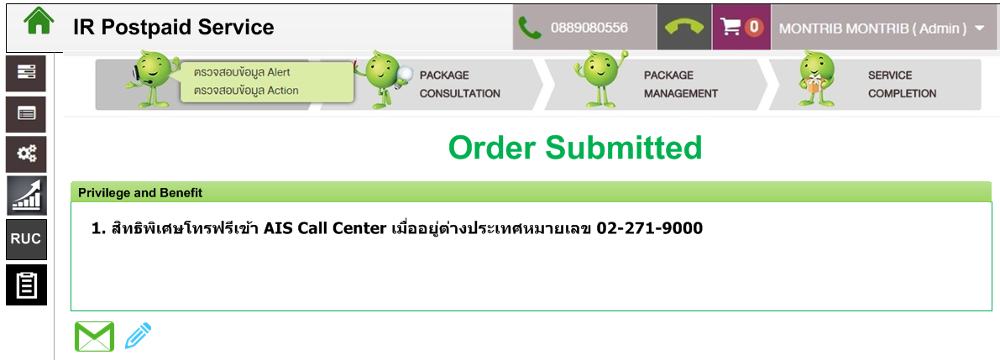 IR Postpaid Service
0889080556
0
MONTRIB MONTRIB ( Admin )
ตรวจสอบข้อมูล Alert
ตรวจสอบข้อมูล Action
PACKAGE
CONSULTATION
PACKAGE
MANAGEMENT
SERVICE
COMPLETION
RUC
Order Submitted
Privilege and Benefit
1. สิทธิพิเศษโทรฟรีเข้า AIS Call Center เมื่ออยู่ต่างประเทศหมายเลข 02-271-9000